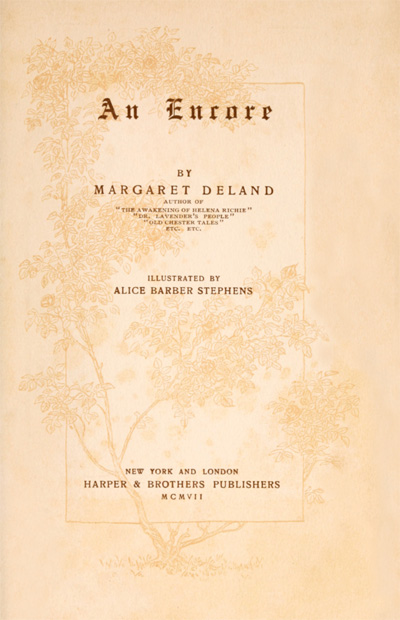 An Encore
BY
MARGARET DELAND
AUTHOR OF
"THE AWAKENING OF HELENA RICHIE"
"DR. LAVENDER'S PEOPLE"
"OLD CHESTER TALES"
ETC., ETC.
ILLUSTRATED BY
ALICE BARBER STEPHENS
NEW YORK AND LONDON
HARPER & BROTHERS PUBLISHERS
MCMVII